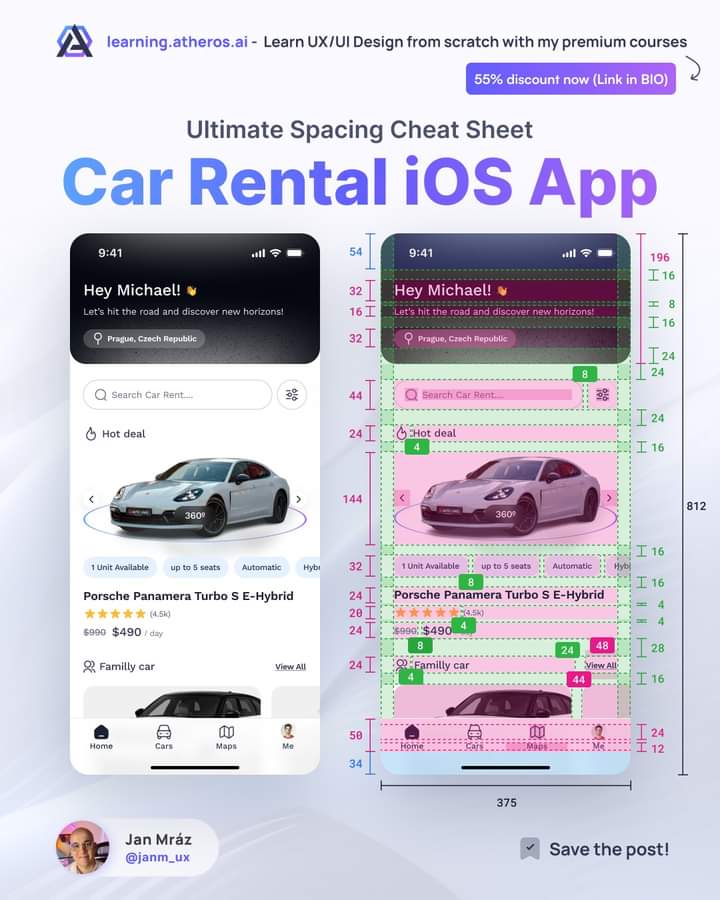 learning.atheros.ai - Learn UX/UI Design from scratch with my premium courses
55% discount now (Link in BIO)
Ultimate Spacing Cheat Sheet
Car Rental iOS App
9:41
Hey Michael! 👋
Let's hit the road and discover new horizons!
Prague, Czech Republic
Search Car Rent....
Hot deal
360º
1 Unit Available
up to 5 seats
Automatic
Hybr
Porsche Panamera Turbo S E-Hybrid
(4.5k)
$990 $490 / day
Familly car
View All
Home
Cars
Maps
Me
54
32
16
32
44
24
144
32
24
20
24
24
50
34
9:41
Hey Michael! 👋
Let's hit the road and discover new horizons!
Prague, Czech Republic
8
Search Car Rent....
Hot deal
4
360º
1 Unit Available
up to 5 seats
Automatic
Hyb
8
Porsche Panamera Turbo S E-Hybrid
(4.5k)
4
$990 $490
8
24
48
Familly car
View All
4
44
Home
Cars
Maps
Me
196
16
8
16
24
24
24
16
16
16
4
4
28
16
24
12
812
375
Jan Mráz
@janm_ux
Save the post!